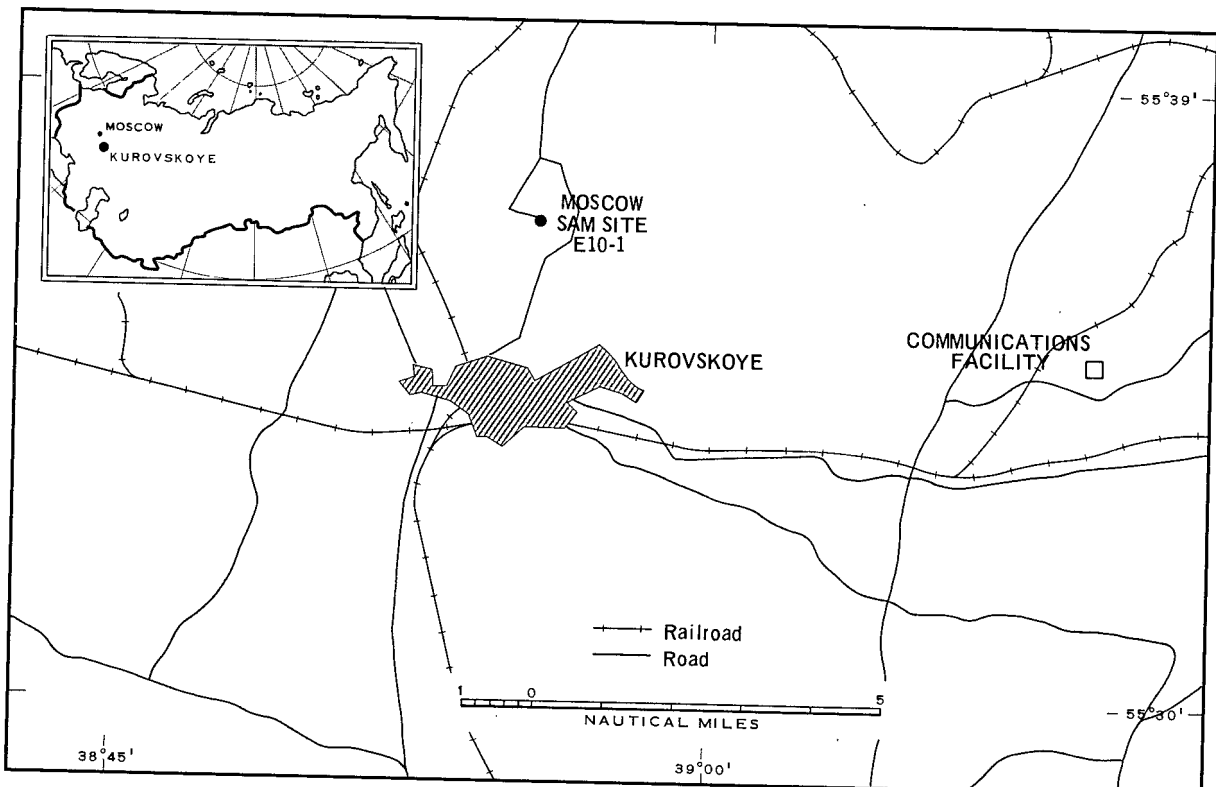 MOSCOW
KUROVSKOYE
55°39'
MOSCOW
SAM SITE
E10-1
KUROVSKOYE
COMMUNICATIONS
FACILITY
Railroad
Road
1 0 5
NAUTICAL MILES
55°30'
38°45'
39°00'